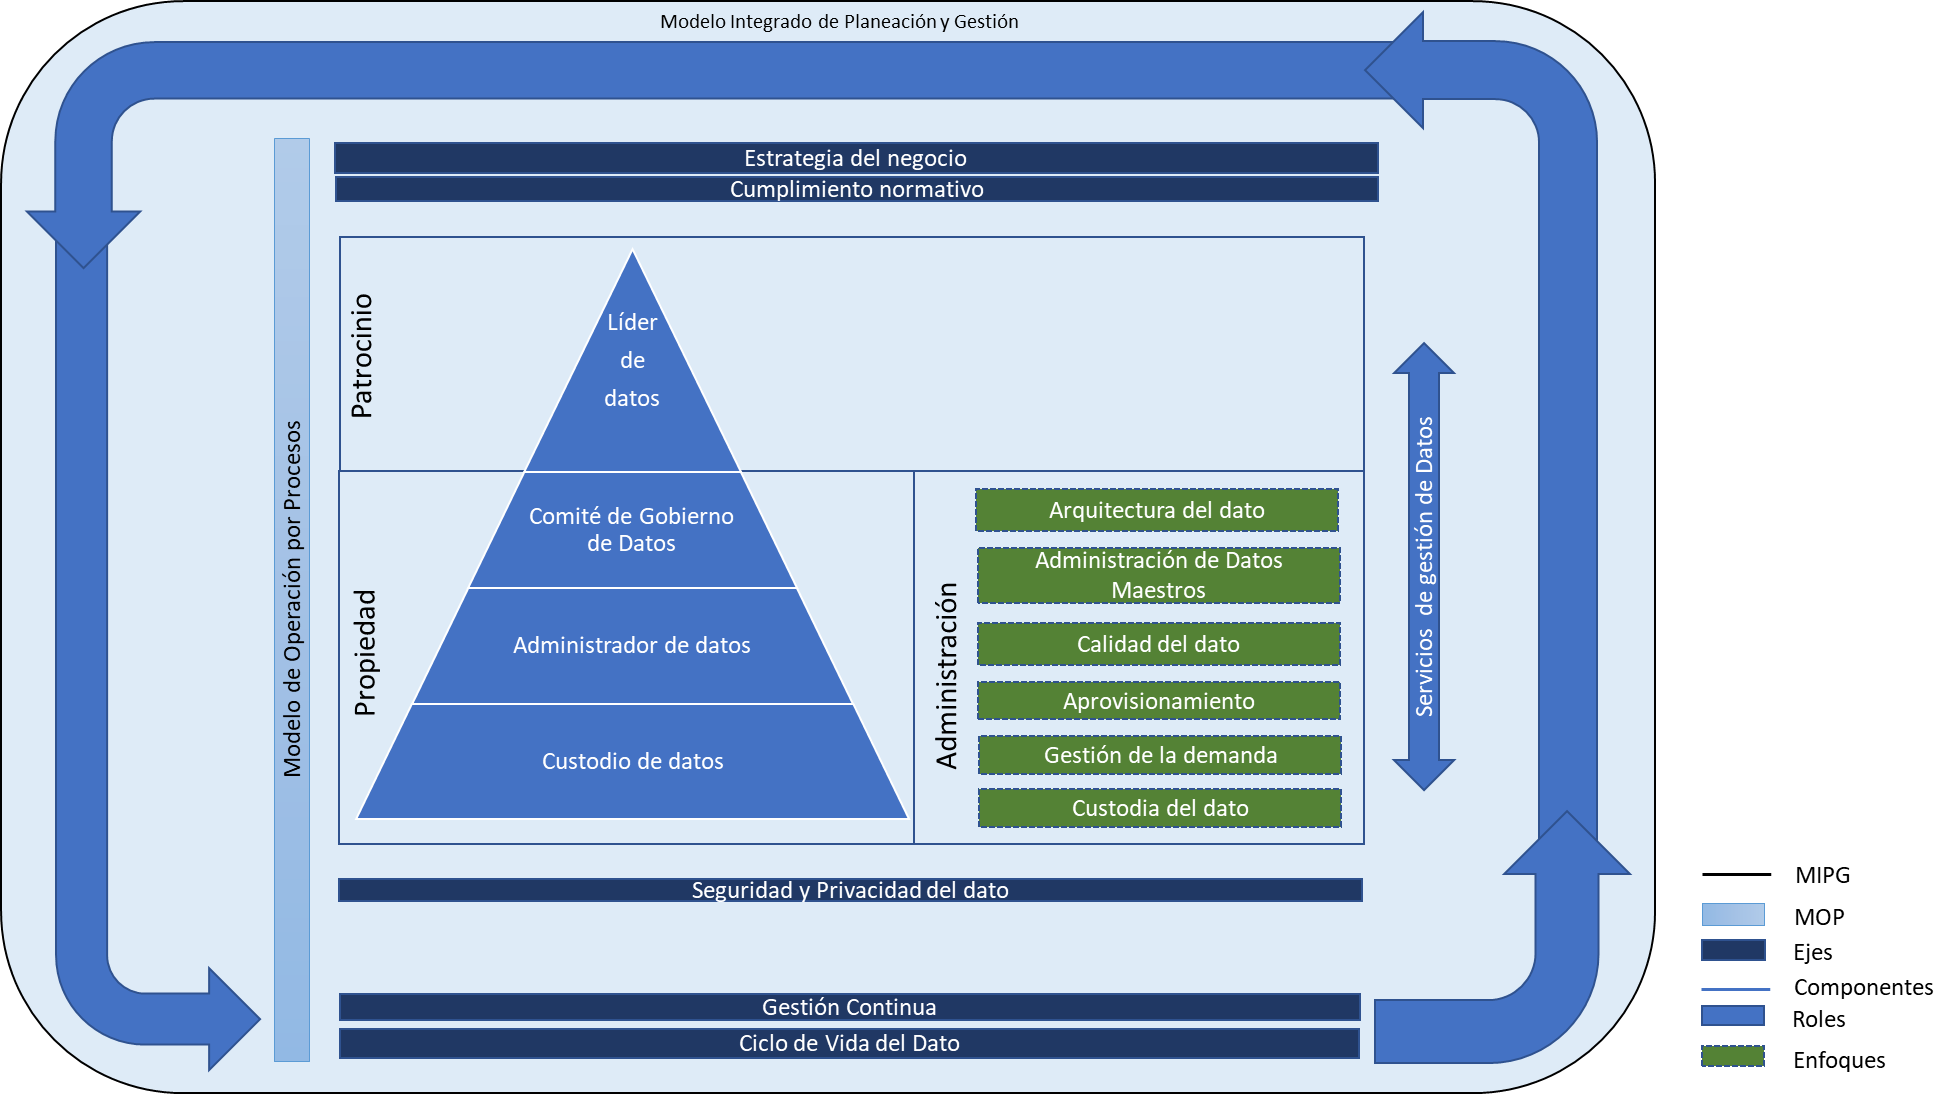 Modelo Integrado de Planeación y Gestión
Estrategia del negocio
Cumplimiento normativo
Modelo de Operación por Procesos
Patrocinio
Líder
de
datos
Propiedad
Comité de Gobierno
de Datos
Administrador de datos
Custodio de datos
Administración
Arquitectura del dato
Administración de Datos
Maestros
Calidad del dato
Aprovisionamiento
Gestión de la demanda
Custodia del dato
Servicios de gestión de Datos
Seguridad y Privacidad del dato
Gestión Continua
Ciclo de Vida del Dato
MIPG
MOP
Ejes
Componentes
Roles
Enfoques